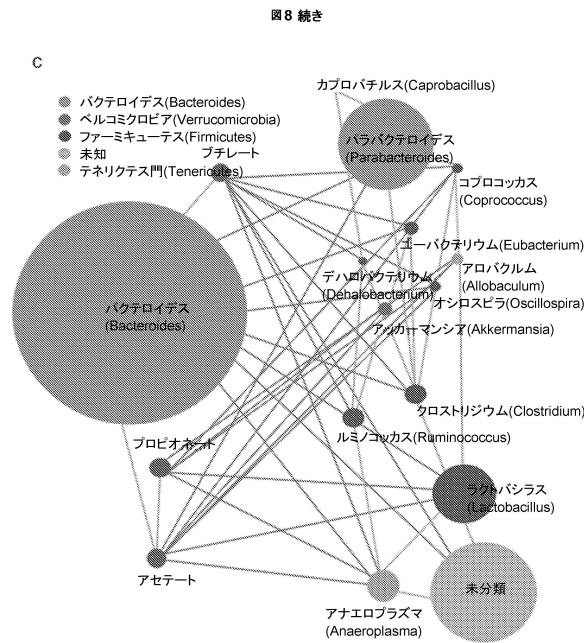 図8 続き
C
カプロバチルス(Caprobacillus)
バクテロイデス(Bacteroides)
ベルコミクロビア(Verrucomicrobia)
ファーミキューテス(Firmicutes)
未知
テネリクテス門(Tenericutes)
ブチレート
パラバクテロイデス
(Parabacteroides)
コプロコッカス
(Coprococcus)
ユーバクテリウム(Eubacterium)
デハロバクテリウム
(Dehalobacterium)
アロバクルム
(Allobaculum)
オシロスピラ(Oscillospira)
アッカーマンシア(Akkermansia)
バクテロイデス
(Bacteroides)
クロストリジウム(Clostridium)
ルミノコッカス(Ruminococcus)
プロピオネート
ラクトバシラス
(Lactobacillus)
アセテート
アナエロプラズマ
(Anaeroplasma)
未分類